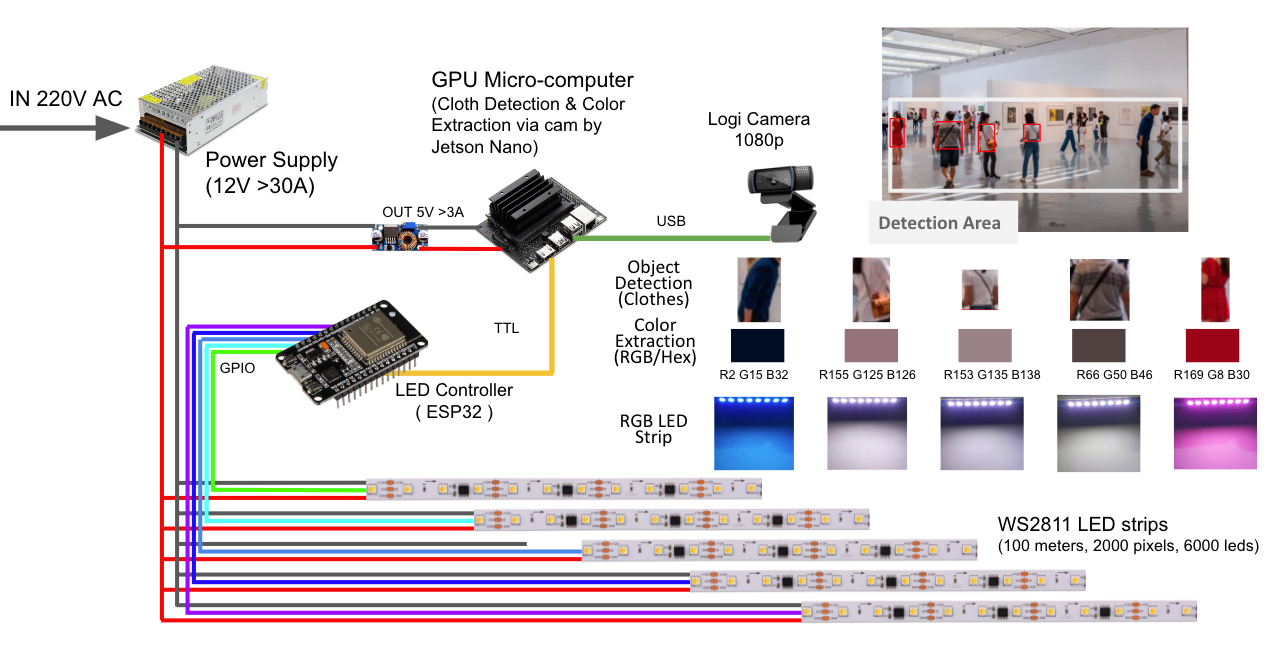 IN 220V AC
Power Supply
(12V >30A)
GPU Micro-computer
(Cloth Detection & Color
Extraction via cam by
Jetson Nano)
Logi Camera
1080p
OUT 5V >3A
USB
Detection Area
Object
Detection
(Clothes)
Color
Extraction
(RGB/Hex)
R2 G15 B32
R155 G125 B126
R153 G135 B138
R66 G50 B46
R169 G8 B30
TTL
GPIO
LED Controller
( ESP32 )
RGB LED
Strip
WS2811 LED strips
(100 meters, 2000 pixels, 6000 leds)